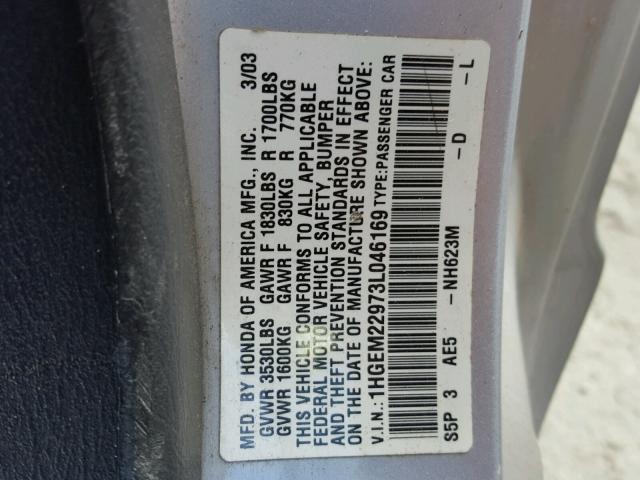 MFD. BY HONDA OF AMERICA MFG., INC. 3/03
GVWR 3530LBS GAWR F 1830LBS R 1700LBS
GVWR 1600KG GAWR F 830KG R 770KG
THIS VEHICLE CONFORMS TO ALL APPLICABLE
FEDERAL MOTOR VEHICLE SAFETY, BUMPER
AND THEFT PREVENTION STANDARDS IN EFFECT
ON THE DATE OF MANUFACTURE SHOWN ABOVE:
V.I.N.: 1HGEM22973L046169 TYPE:PASSENGER CAR
S5P 3 AE5 -NH623M -D -L